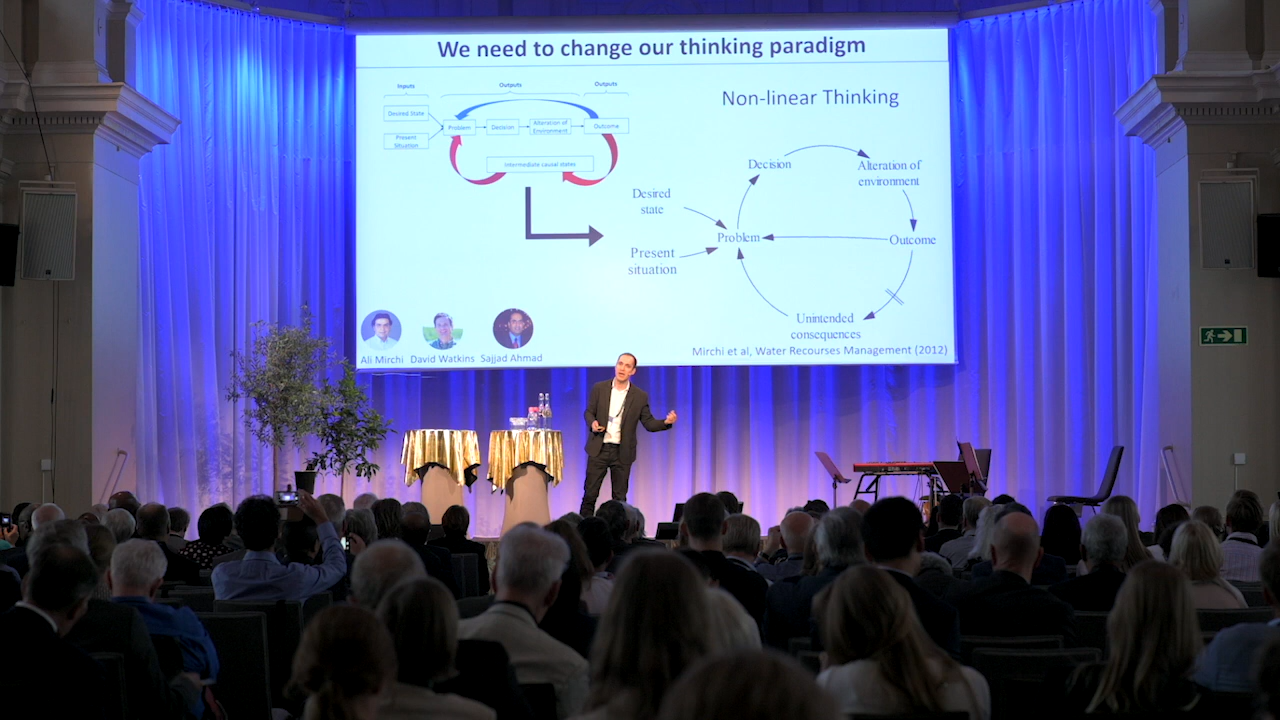 We need to change our thinking paradigm
Inputs
Outputs
Outputs
Desired State
Present
Situation
Problem
Decision
Alteration of
Environment
Outcome
Intermediate causal states
Non-linear Thinking
Decision
Alteration of
environment
Desired
state
Problem
Outcome
Present
situation
Unintended
consequences
Ali Mirchi
David Watkins
Sajjad Ahmad
Mirchi et al, Water Recourses Management (2012)